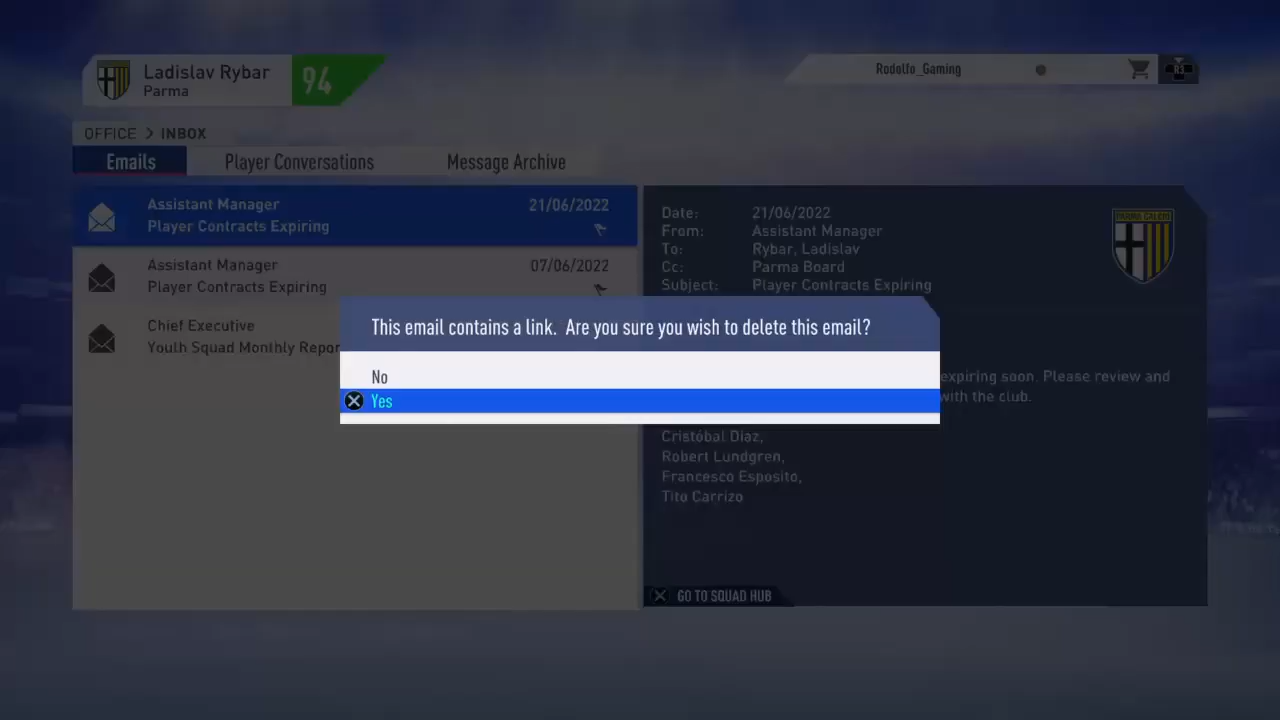 Ladislav Rybar
Parma
94
Rodolfo_Gaming
OFFICE > INBOX
Emails
Player Conversations
Message Archive
Assistant Manager
21/06/2022
Player Contracts Expiring
Assistant Manager
07/06/2022
Player Contracts Expiring
Chief Executive
Youth Squad Monthly Repor
Date: 21/06/2022
From: Assistant Manager
To: Rybar, Ladislav
Cc: Parma Board
Subject: Player Contracts Expiring
PARMA CALCIO
This email contains a link. Are you sure you wish to delete this email?
No
Yes
expiring soon. Please review and
with the club.
Cristóbal Díaz,
Robert Lundgren,
Francesco Esposito,
Tito Carrizo
GO TO SQUAD HUB